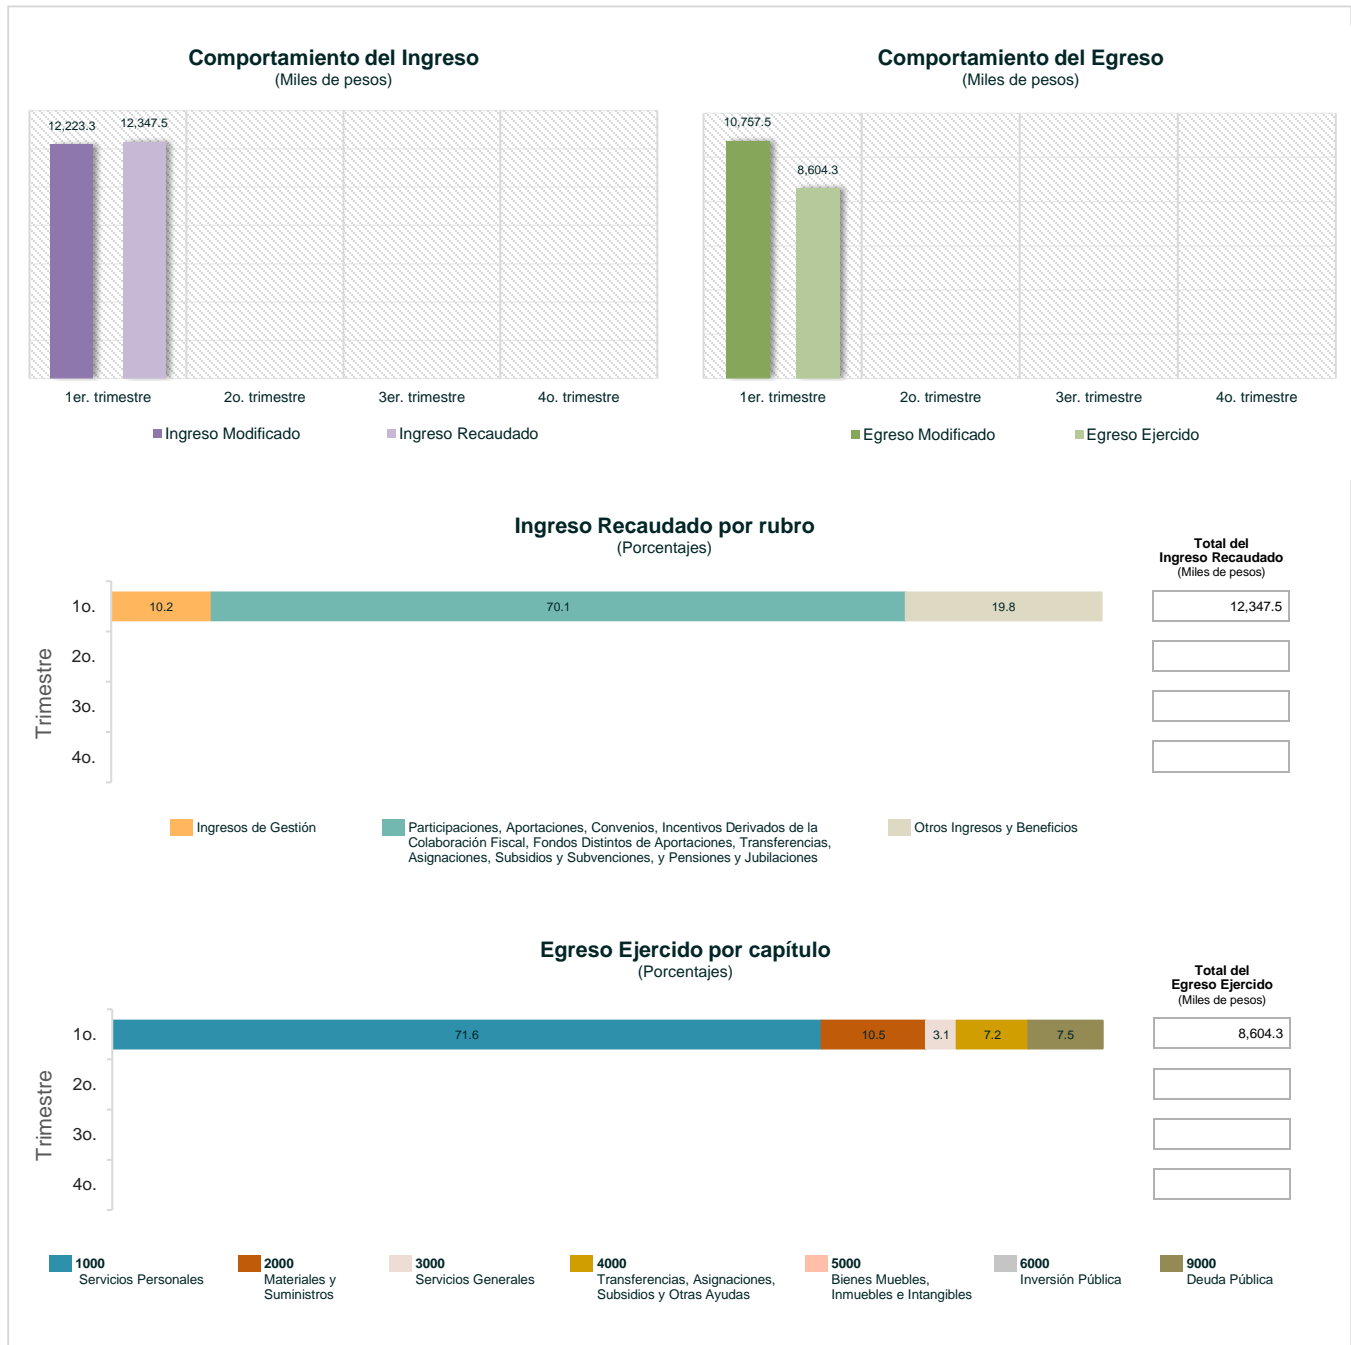 Comportamiento del Ingreso
(Miles de pesos)
12,223.3
12,347.5
1er. trimestre
2o. trimestre
3er. trimestre
4o. trimestre
Ingreso Modificado
Ingreso Recaudado
Comportamiento del Egreso
(Miles de pesos)
10,757.5
8,604.3
1er. trimestre
2o. trimestre
3er. trimestre
4o. trimestre
Egreso Modificado
Egreso Ejercido
Ingreso Recaudado por rubro
(Porcentajes)
Total del
Ingreso Recaudado
(Miles de pesos)
Trimestre
1o.
10.2
70.1
19.8
12,347.5
2o.
3o.
4o.
Ingresos de Gestión
Participaciones, Aportaciones, Convenios, Incentivos Derivados de la
Colaboración Fiscal, Fondos Distintos de Aportaciones, Transferencias,
Asignaciones, Subsidios y Subvenciones, y Pensiones y Jubilaciones
Otros Ingresos y Beneficios
Egreso Ejercido por capítulo
(Porcentajes)
Total del
Egreso Ejercido
(Miles de pesos)
Trimestre
1o.
71.6
10.5
3.1
7.2
7.5
8,604.3
2o.
3o.
4o.
1000
Servicios Personales
2000
Materiales y
Suministros
3000
Servicios Generales
4000
Transferencias, Asignaciones,
Subsidios y Otras Ayudas
5000
Bienes Muebles,
Inmuebles e Intangibles
6000
Inversión Pública
9000
Deuda Pública